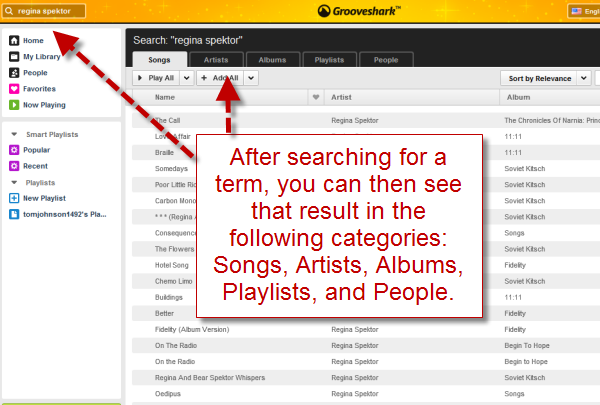 regina spektor
Grooveshark™
Engl
Home
My Library
People
Favorites
Now Playing
Smart Playlists
Popular
Recent
Playlists
New Playlist
tomjohnson1492's Pla...
Search: "regina spektor"
Songs Artists Albums Playlists People
Play All + Add All Sort by Relevance
Name Artist Album
The Call Regina Spektor The Chronicles Of Narnia: Princ
Love Affair 11:11
Braille 11:11
Somedays Soviet Kitsch
Poor Little Ric Soviet Kitsch
Carbon Mono Soviet Kitsch
* * * (Regina A Soviet Kitsch
Consequence Songs
The Flowers Soviet Kitsch
Hotel Song Fidelity
Chemo Limo Soviet Kitsch
Buildings 11:11
Better Fidelity
Fidelity (Album Version) Regina Spektor Fidelity
On The Radio Regina Spektor Begin To Hope
On the Radio Regina Spektor Begin to Hope
Regina And Bear Spektor Whispers Regina Spektor Soviet Kitsch
Oedipus Regina Spektor Songs
After searching for a
term, you can then see
that result in the
following categories:
Songs, Artists, Albums,
Playlists, and People.